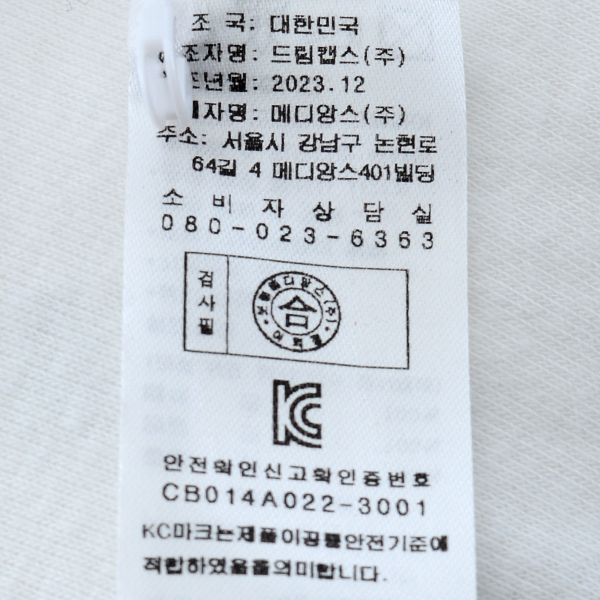 조 국: 대한민국
조자명: 드림캡스(주)
조년월: 2023.12
매자명: 메디앙스(주)
주소: 서울시 강남구 논현로
64길 4 메디앙스401빌딩
소 비 자 상 담 실
080-023-6363
검사필
合
KC
안전확인신고확인증번호
CB014A022-3001
KC마크는제품이공통안전기준에
적합하였음을의미합니다.